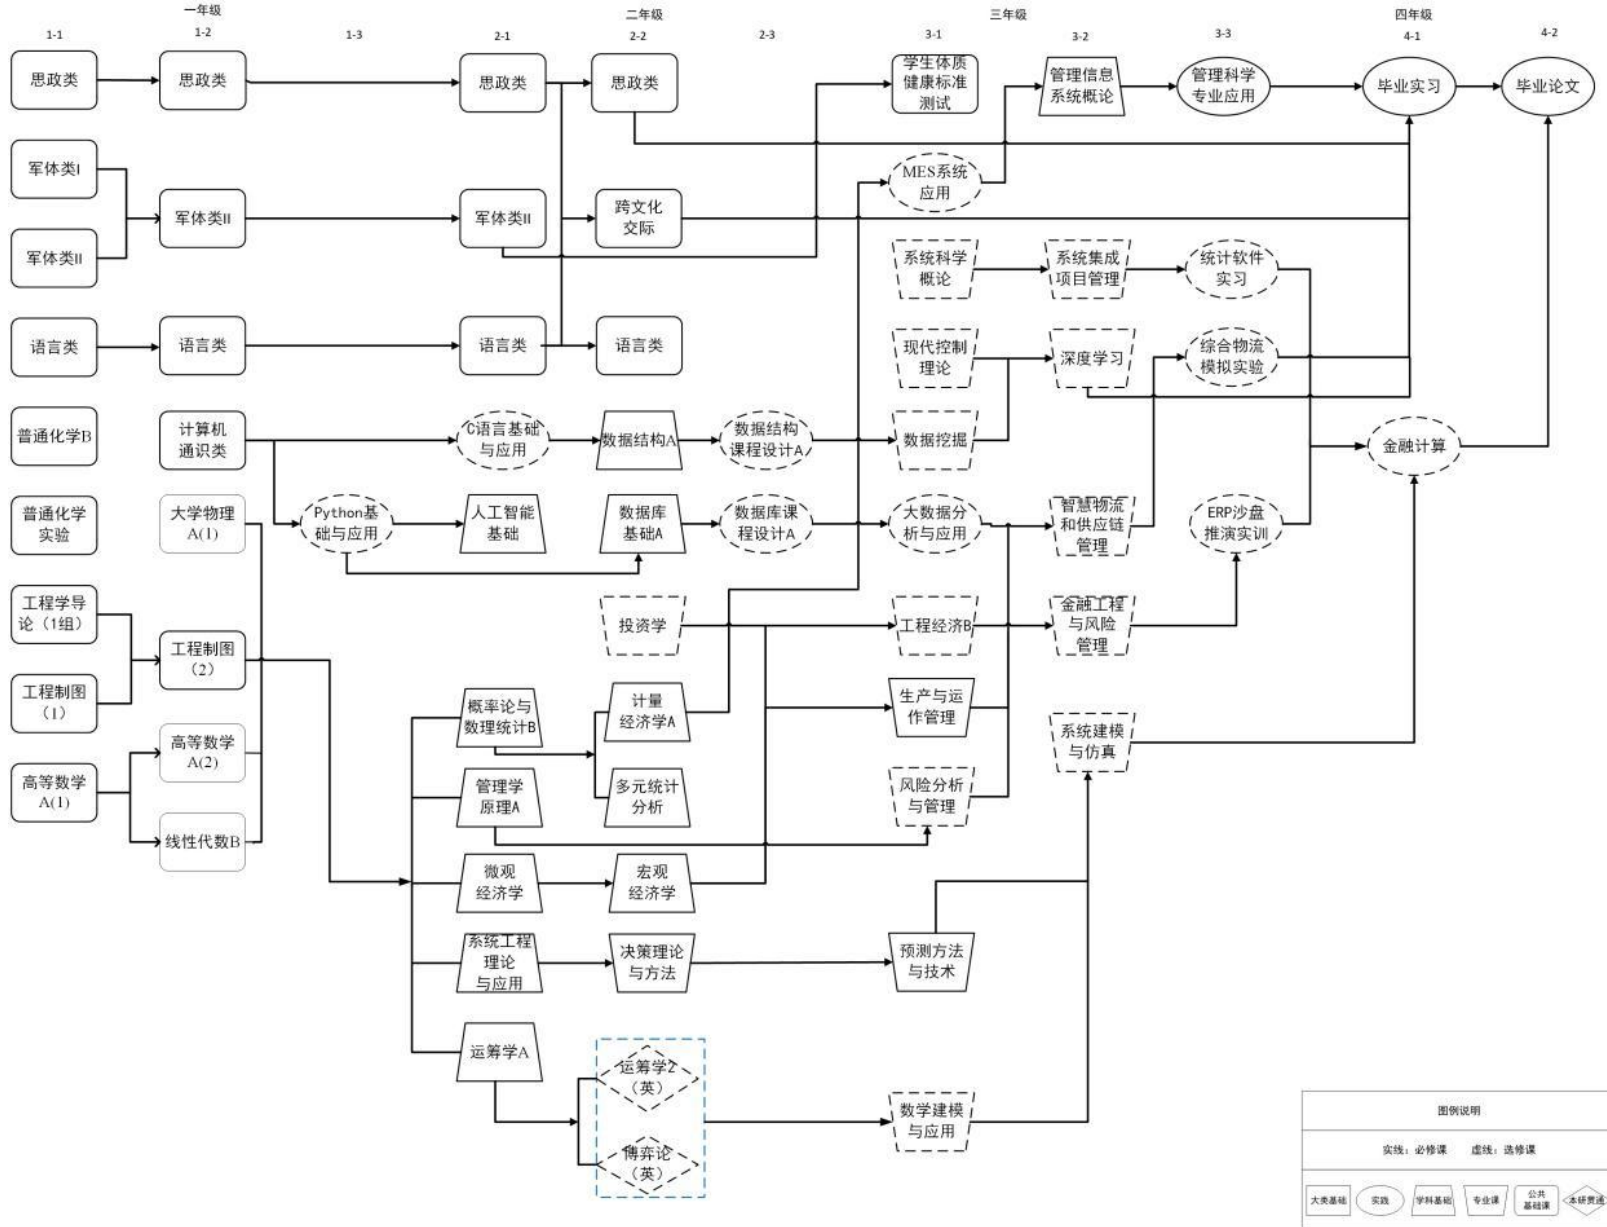 一年级
二年级
三年级
四年级
1-1
1-2
1-3
2-1
2-2
2-3
3-1
3-2
3-3
4-1
4-2
思政类
思政类
思政类
思政类
学生体质
健康标准
测试
管理信息
系统概论
管理科学
专业应用
毕业实习
毕业论文
军体类I
军体类II
军体类II
军体类II
跨文化
交际
MES系统
应用
系统科学
概论
系统集成
项目管理
统计软件
实习
语言类
语言类
语言类
语言类
现代控制
理论
深度学习
综合物流
模拟实验
普通化学B
计算机
通识类
C语言基础
与应用
数据结构A
数据结构
课程设计A
数据挖掘
金融计算
普通化学
实验
大学物理
A(1)
Python基
础与应用
人工智能
基础
数据库
基础A
数据库课
程设计A
大数据分
析与应用
智慧物流
和供应链
管理
ERP沙盘
推演实训
工程学导
论（1组）
工程制图
（2）
投资学
工程经济B
金融工程
与风险
管理
工程制图
（1）
概率论与
数理统计B
计量
经济学A
生产与运
作管理
系统建模
与仿真
高等数学
A(2)
高等数学
A(1)
管理学
原理A
多元统计
分析
风险分析
与管理
线性代数B
微观
经济学
宏观
经济学
系统工程
理论
与应用
决策理论
与方法
预测方法
与技术
运筹学A
运筹学2
（英）
博弈论
（英）
数学建模
与应用
图例说明
实线：必修课 虚线：选修课
大类基础
实践
学科基础
专业课
公共
基础课
本研贯通